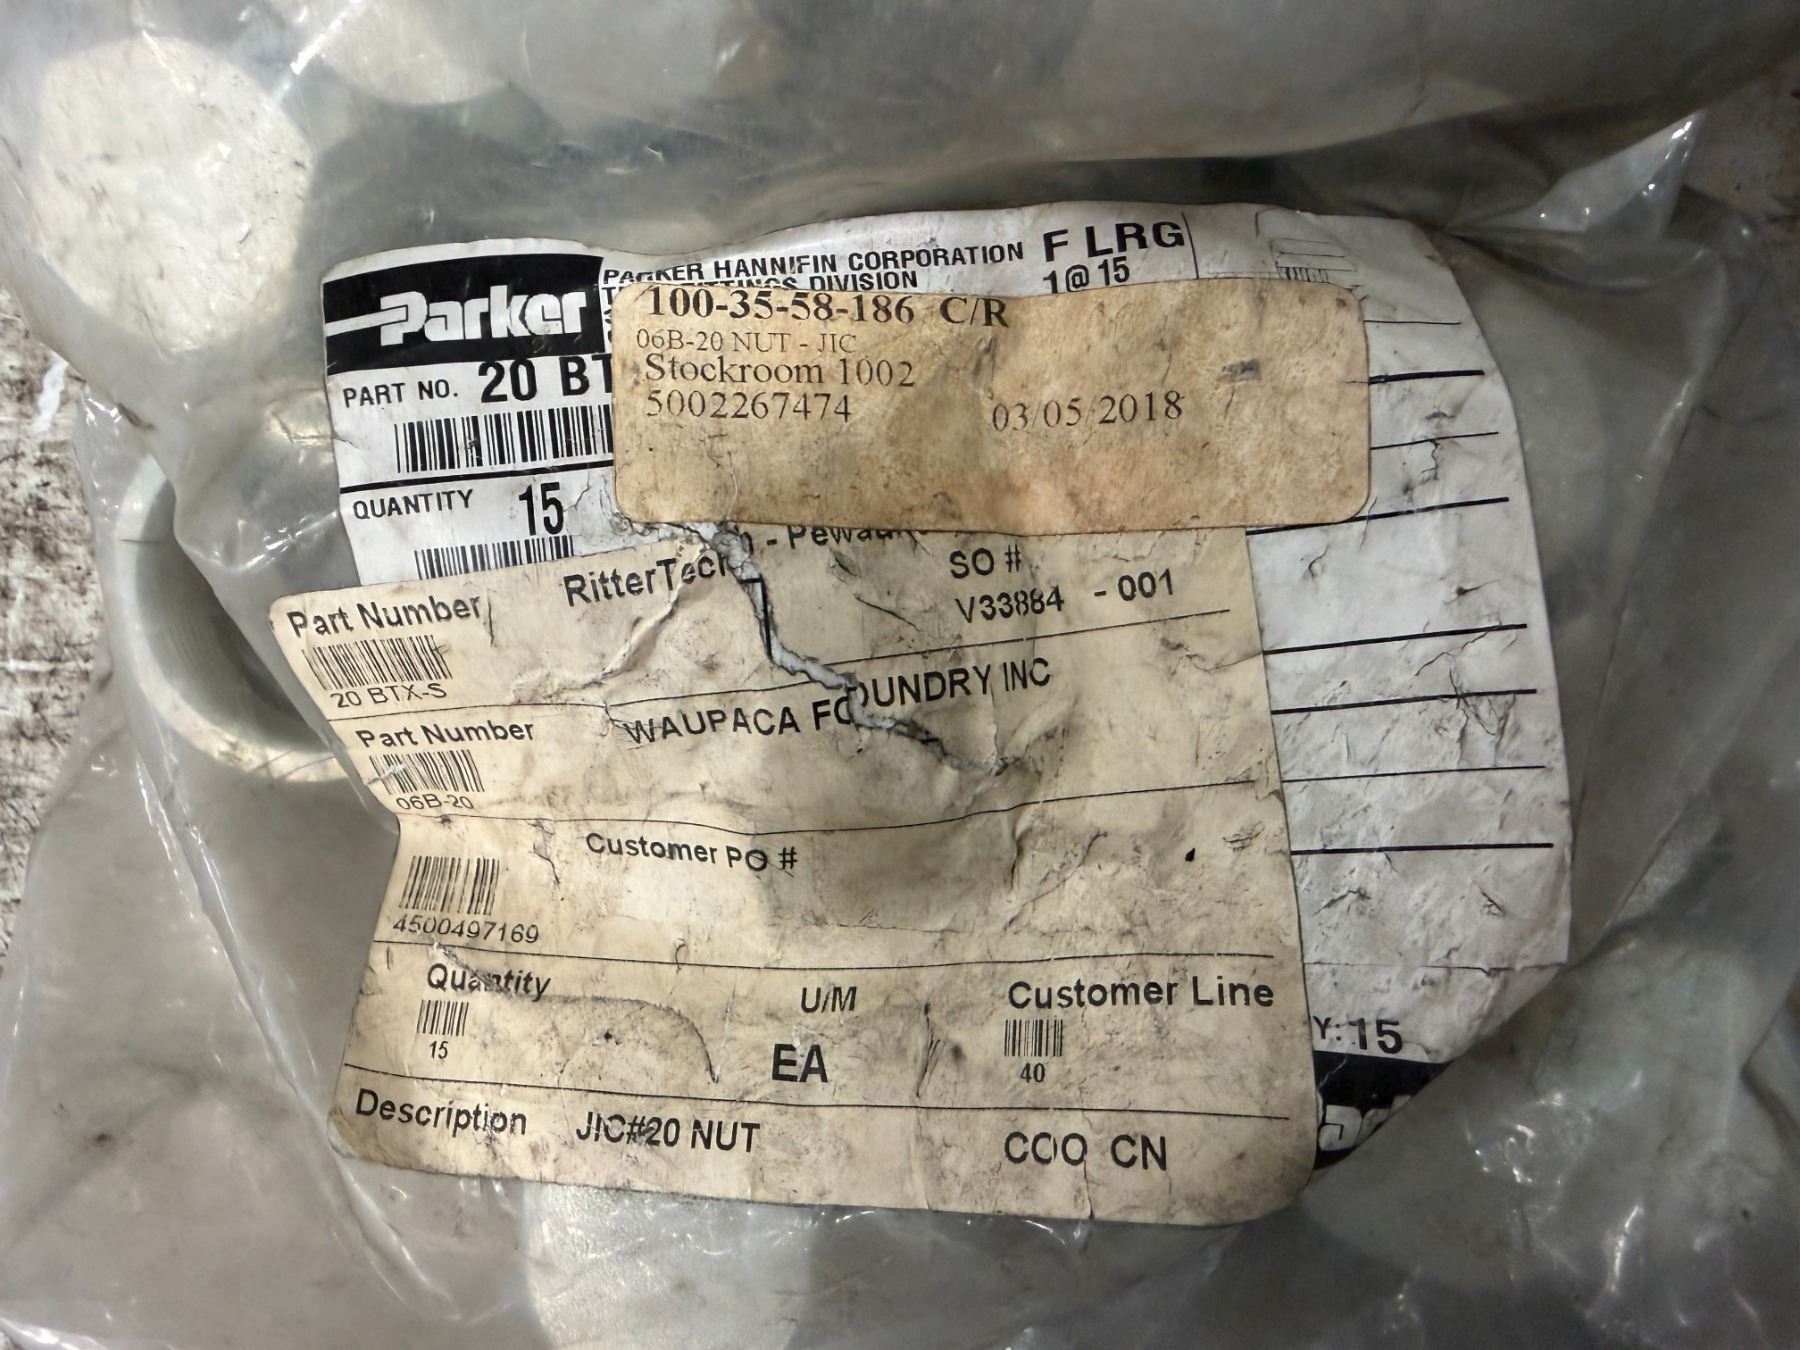 Parker
PARKER HANNIFIN CORPORATION
DIVISION
F LRG
1@15
PART NO. 20 BT
QUANTITY 15
100-35-58-186 C/R
06B-20 NUT - JIC
Stockroom 1002
5002267474 03/05/2018
Part Number
20 BTX-S
RitterTech - Pewau
SO #
V33884 - 001
Part Number
06B-20
WAUPACA FOUNDRY INC
Customer PO #
4500497169
Quantity
15
U/M
EA
Customer Line
40
Description JIC#20 NUT COO CN
Y: 15